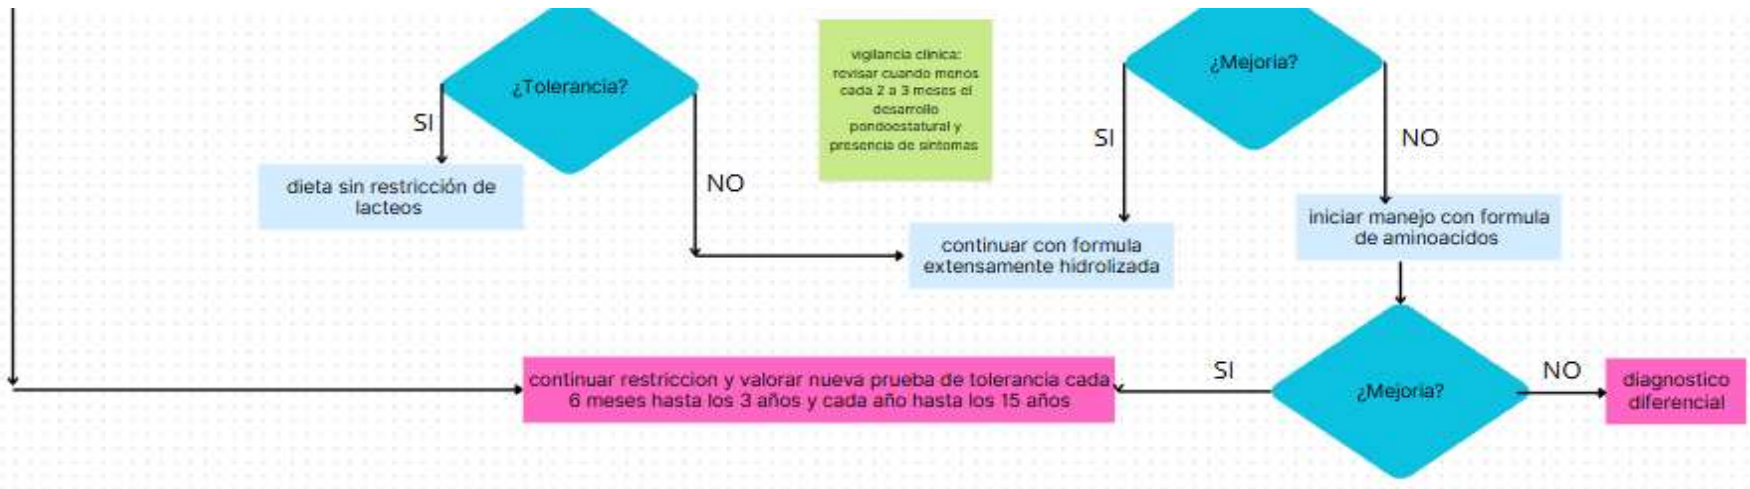 ¿Tolerancia?
SI
NO
dieta sin restricción de
lacteos
vigilancia clinica:
revisar cuando menos
cada 2 a 3 meses el
desarrollo
pondoestatural y
presencia de sintomas
¿Mejoria?
SI
NO
continuar con formula
extensamente hidrolizada
iniciar manejo con formula
de aminoacidos
¿Mejoria?
SI
NO
continuar restriccion y valorar nueva prueba de tolerancia cada
6 meses hasta los 3 años y cada año hasta los 15 años
diagnostico
diferencial